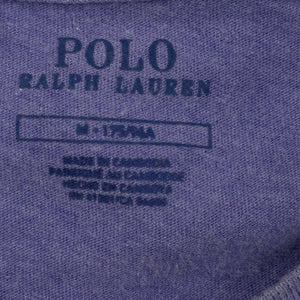 POLO
RALPH LAUREN
M - 175/96A
MADE IN CAMBODIA
FABRIQUÉ AU CAMBODGE
HECHO EN CAMBOYA